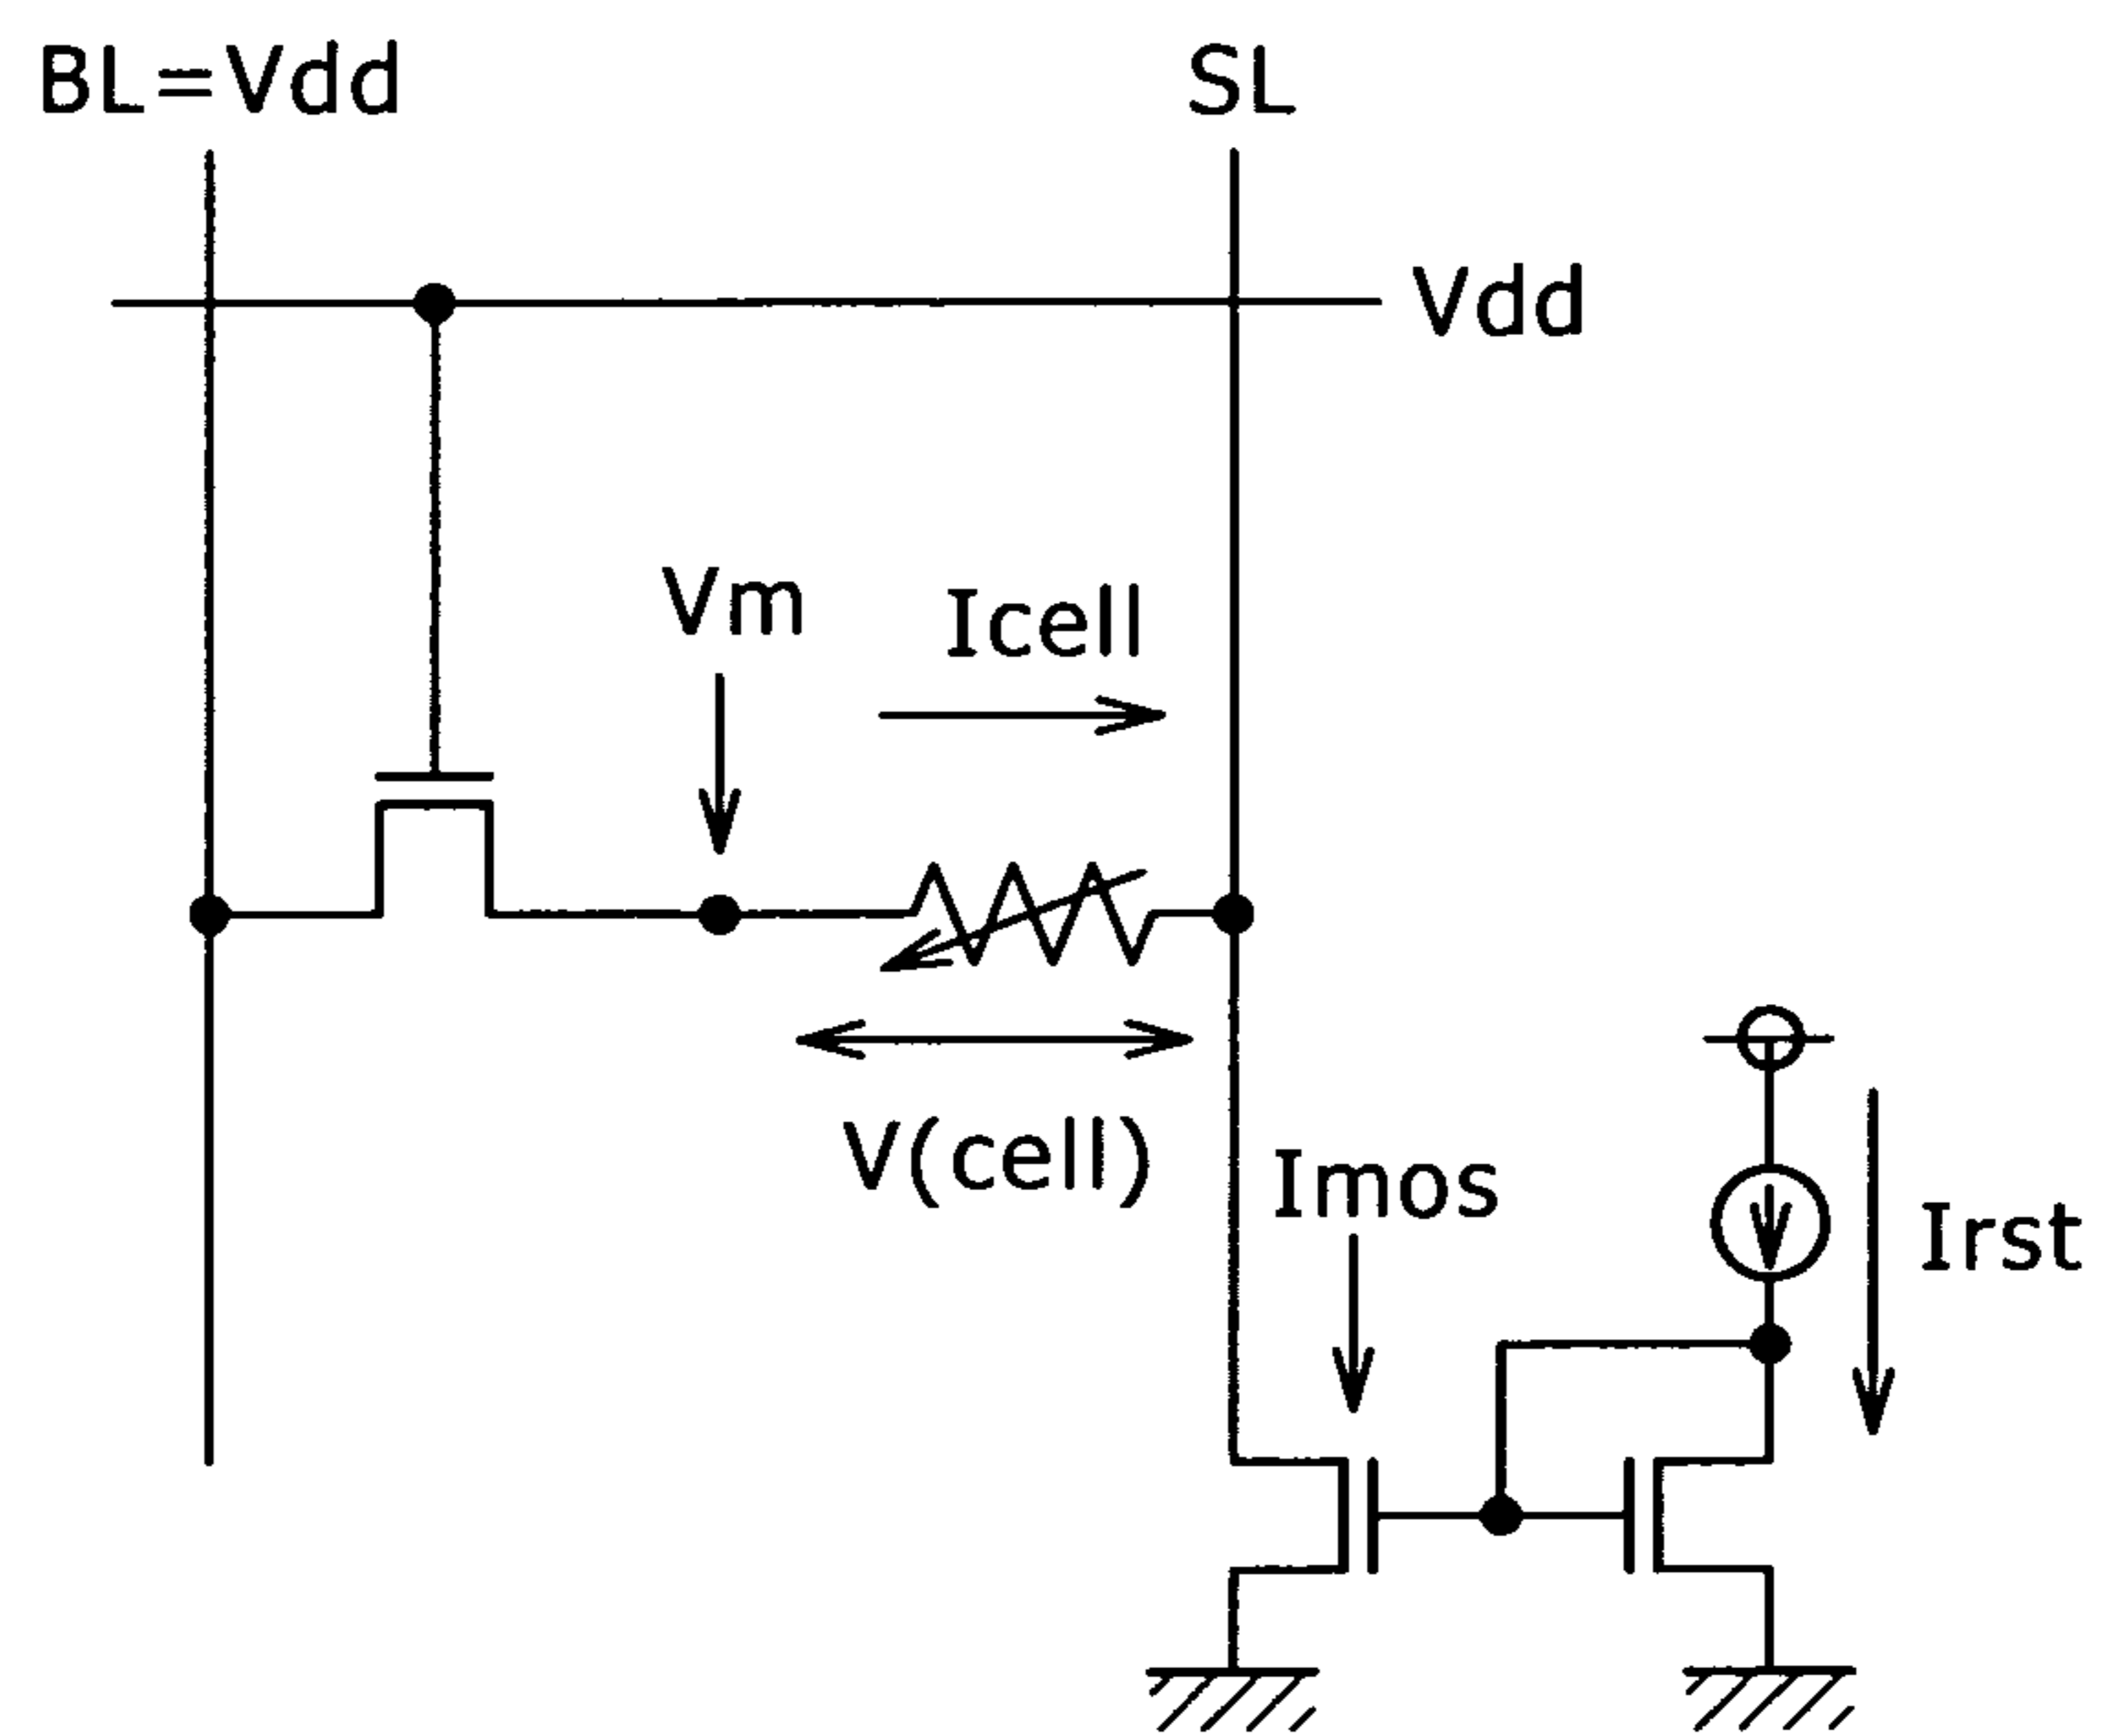 BL=Vdd
SL
Vdd
Vm
Icell
V(cell)
Imos
Irst